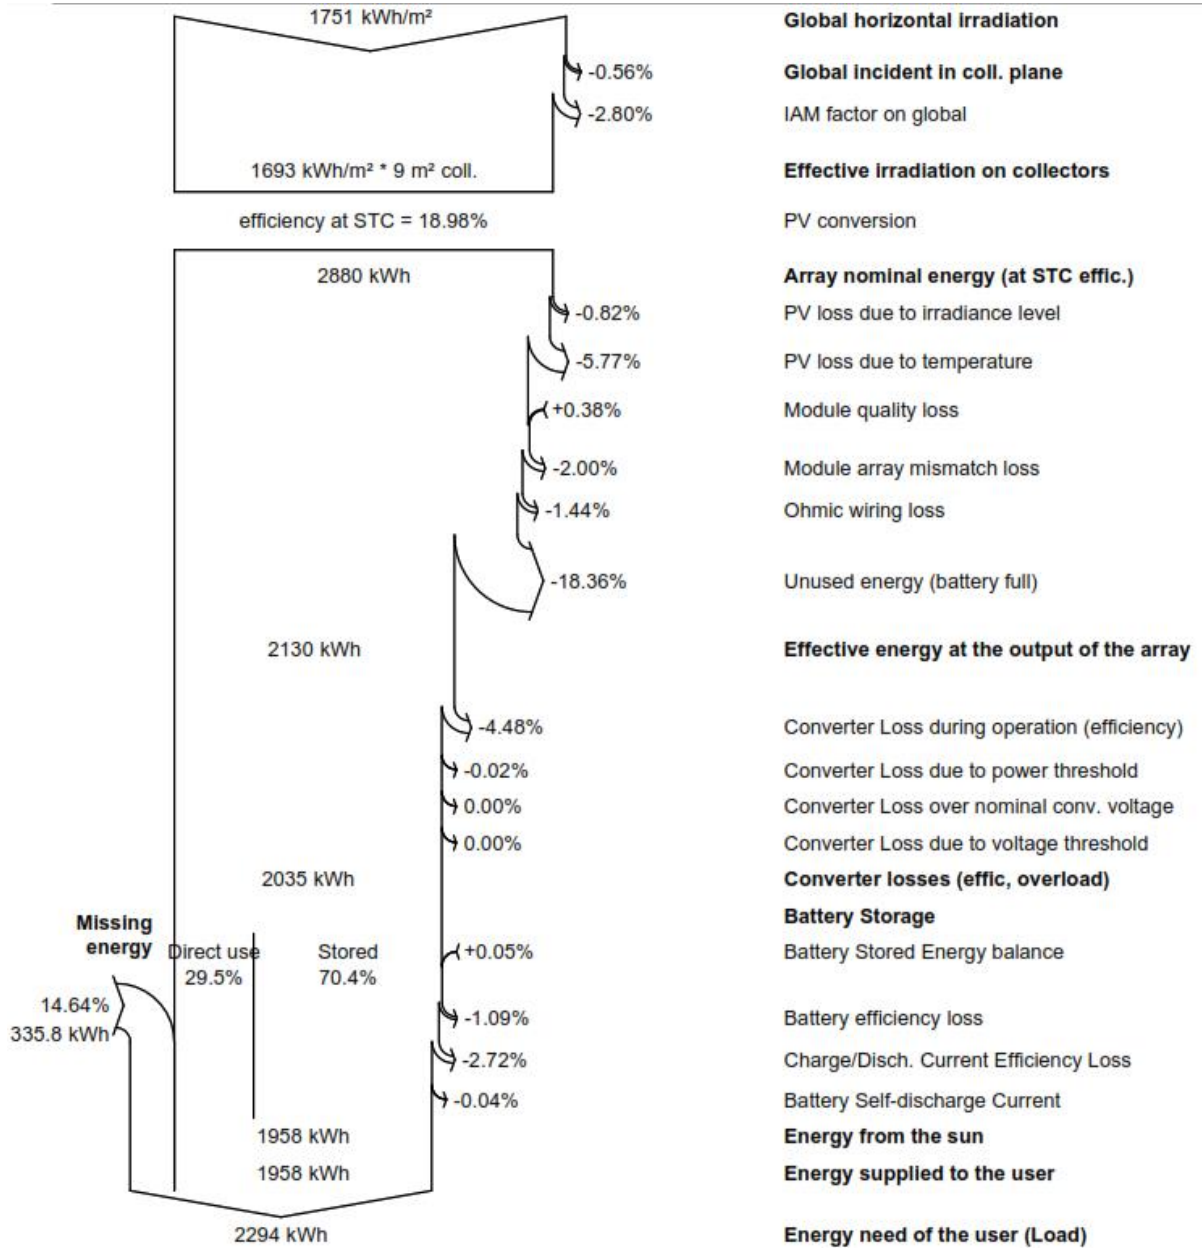 1751 kWh/m² Global horizontal irradiation
-0.56% Global incident in coll. plane
-2.80% IAM factor on global
1693 kWh/m² * 9 m² coll. Effective irradiation on collectors
efficiency at STC = 18.98% PV conversion
2880 kWh Array nominal energy (at STC effic.)
-0.82% PV loss due to irradiance level
-5.77% PV loss due to temperature
+0.38% Module quality loss
-2.00% Module array mismatch loss
-1.44% Ohmic wiring loss
-18.36% Unused energy (battery full)
2130 kWh Effective energy at the output of the array
-4.48% Converter Loss during operation (efficiency)
-0.02% Converter Loss due to power threshold
0.00% Converter Loss over nominal conv. voltage
0.00% Converter Loss due to voltage threshold
2035 kWh Converter losses (effic, overload)
Missing Battery Storage
energy Direct use Stored +0.05% Battery Stored Energy balance
29.5% 70.4%
14.64% -1.09% Battery efficiency loss
335.8 kWh
-2.72% Charge/Disch. Current Efficiency Loss
-0.04% Battery Self-discharge Current
1958 kWh Energy from the sun
1958 kWh Energy supplied to the user
2294 kWh Energy need of the user (Load)